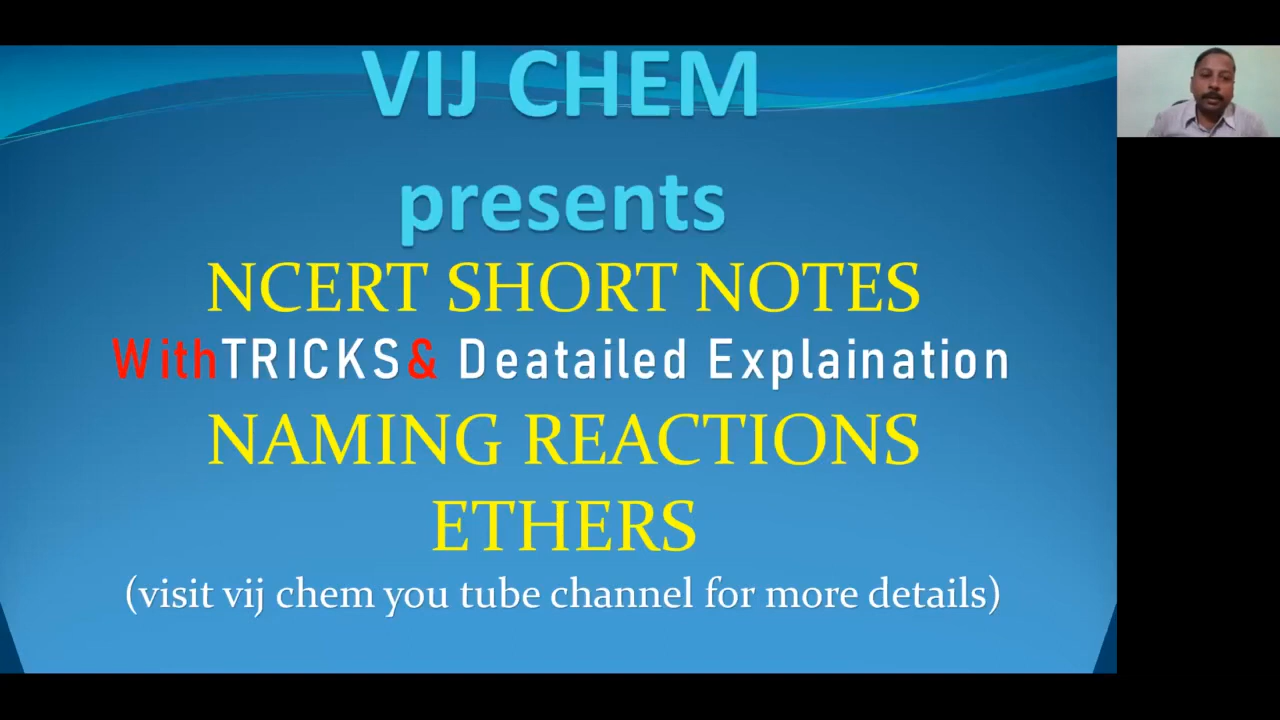 VIJ CHEM
presents
NCERT SHORT NOTES
WithTRICKS& Deatailed Explaination
NAMING REACTIONS
ETHERS
(visit vij chem you tube channel for more details)